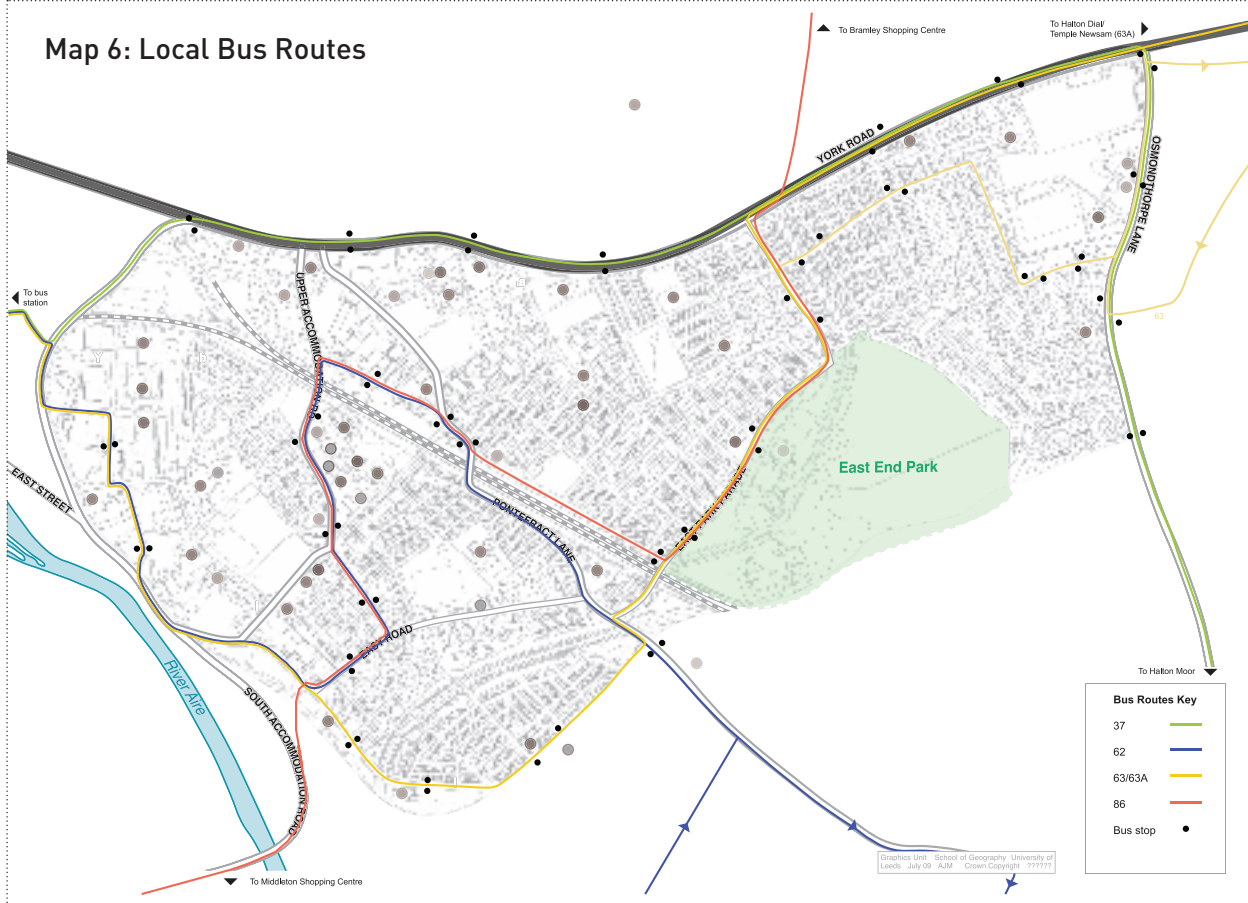 Map 6: Local Bus Routes
To Bramley Shopping Centre
To Halton Dial/
Temple Newsam (63A)
YORK ROAD
OSMONDTHORPE LANE
To bus
station
UPPER ACCOMMODATION RD
63
EAST STREET
PONTEFRACT LANE
EAST PARK PARADE
East End Park
EASY ROAD
River Aire
SOUTH ACCOMMODATION ROAD
To Halton Moor
To Middleton Shopping Centre
Bus Routes Key
37
62
63/63A
86
Bus stop
Graphics Unit School of Geography University of
Leeds July 09 AJM Crown Copyright ??????